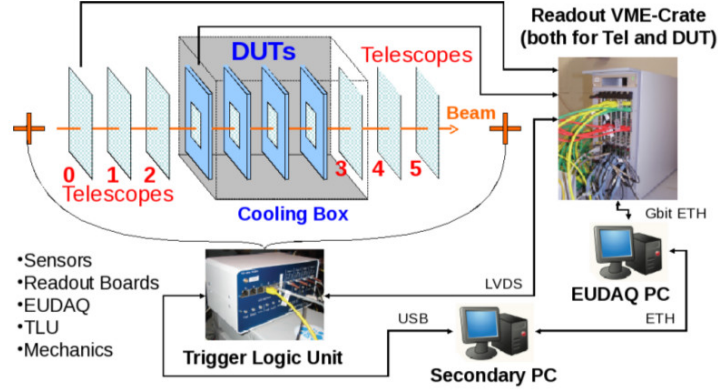 Readout VME-Crate
(both for Tel and DUT)
DUTs
Telescopes
Beam
0
1
2
3
4
5
Telescopes
Cooling Box
Gbit ETH
•Sensors
•Readout Boards
•EUDAQ
•TLU
•Mechanics
LVDS
EUDAQ PC
USB
ETH
Trigger Logic Unit
Secondary PC